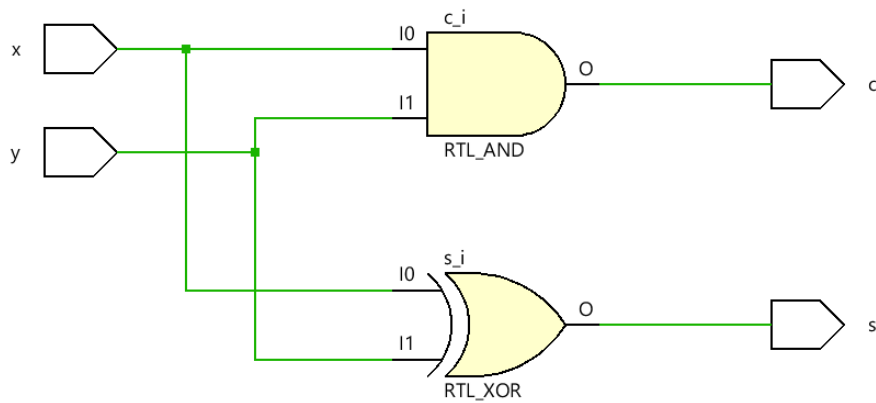 c_i
x
I0
O
c
I1
y
RTL_AND
s_i
I0
O
s
I1
RTL_XOR